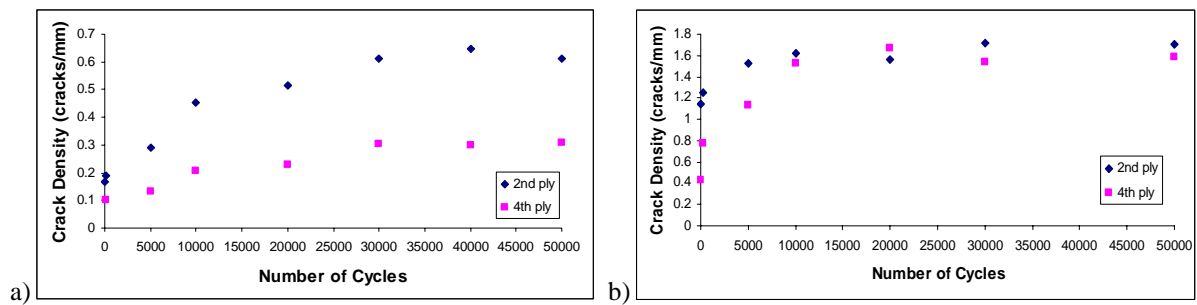 a)
Crack Density (cracks/mm)
0.7
0.6
0.5
0.4
0.3
0.2
0.1
0
0 5000 10000 15000 20000 25000 30000 35000 40000 45000 50000
Number of Cycles
2nd ply
4th ply
b)
Crack Density (cracks/mm)
1.8
1.6
1.4
1.2
1
0.8
0.6
0.4
0.2
0
0 5000 10000 15000 20000 25000 30000 35000 40000 45000 50000
Number of Cycles
2nd ply
4th ply